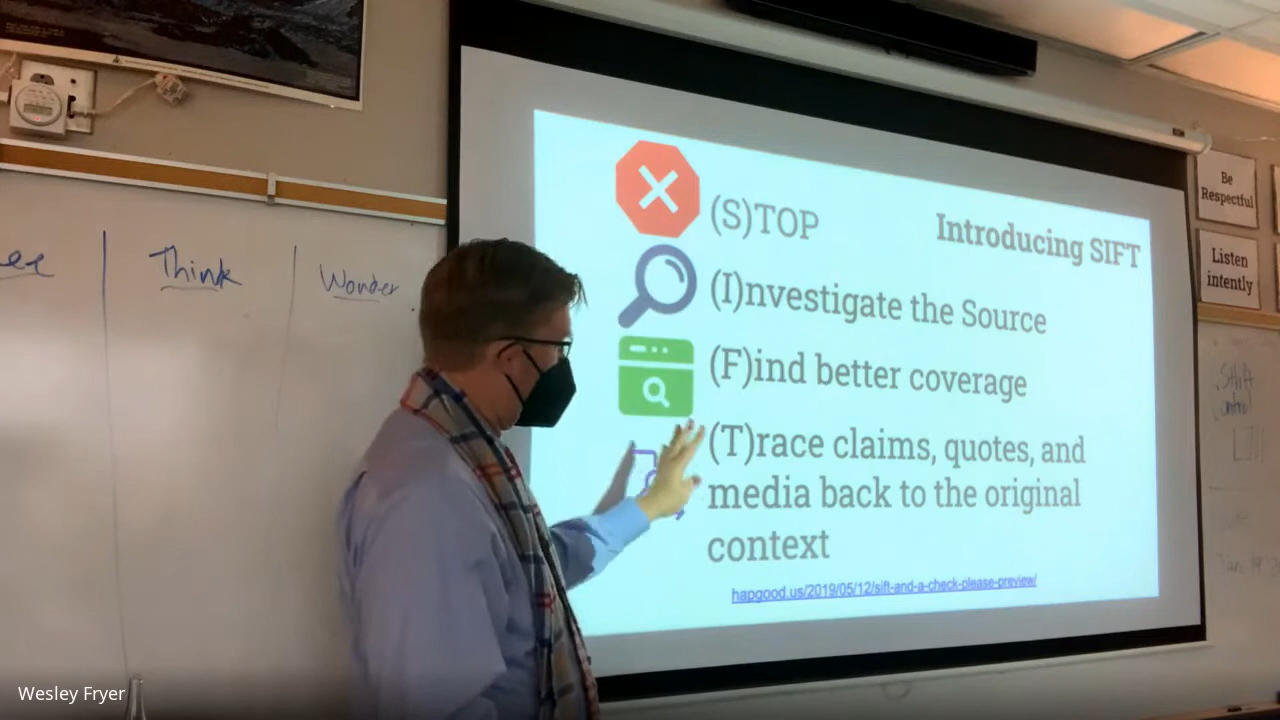 Think
Wonder
(S)TOP
Introducing SIFT
(I)nvestigate the Source
(F)ind better coverage
(T)race claims, quotes, and
media back to the original
context
hapgood.us/2019/05/12/sift-and-a-check-please-preview/
Be
Respectful
Listen
intently
Wesley Fryer